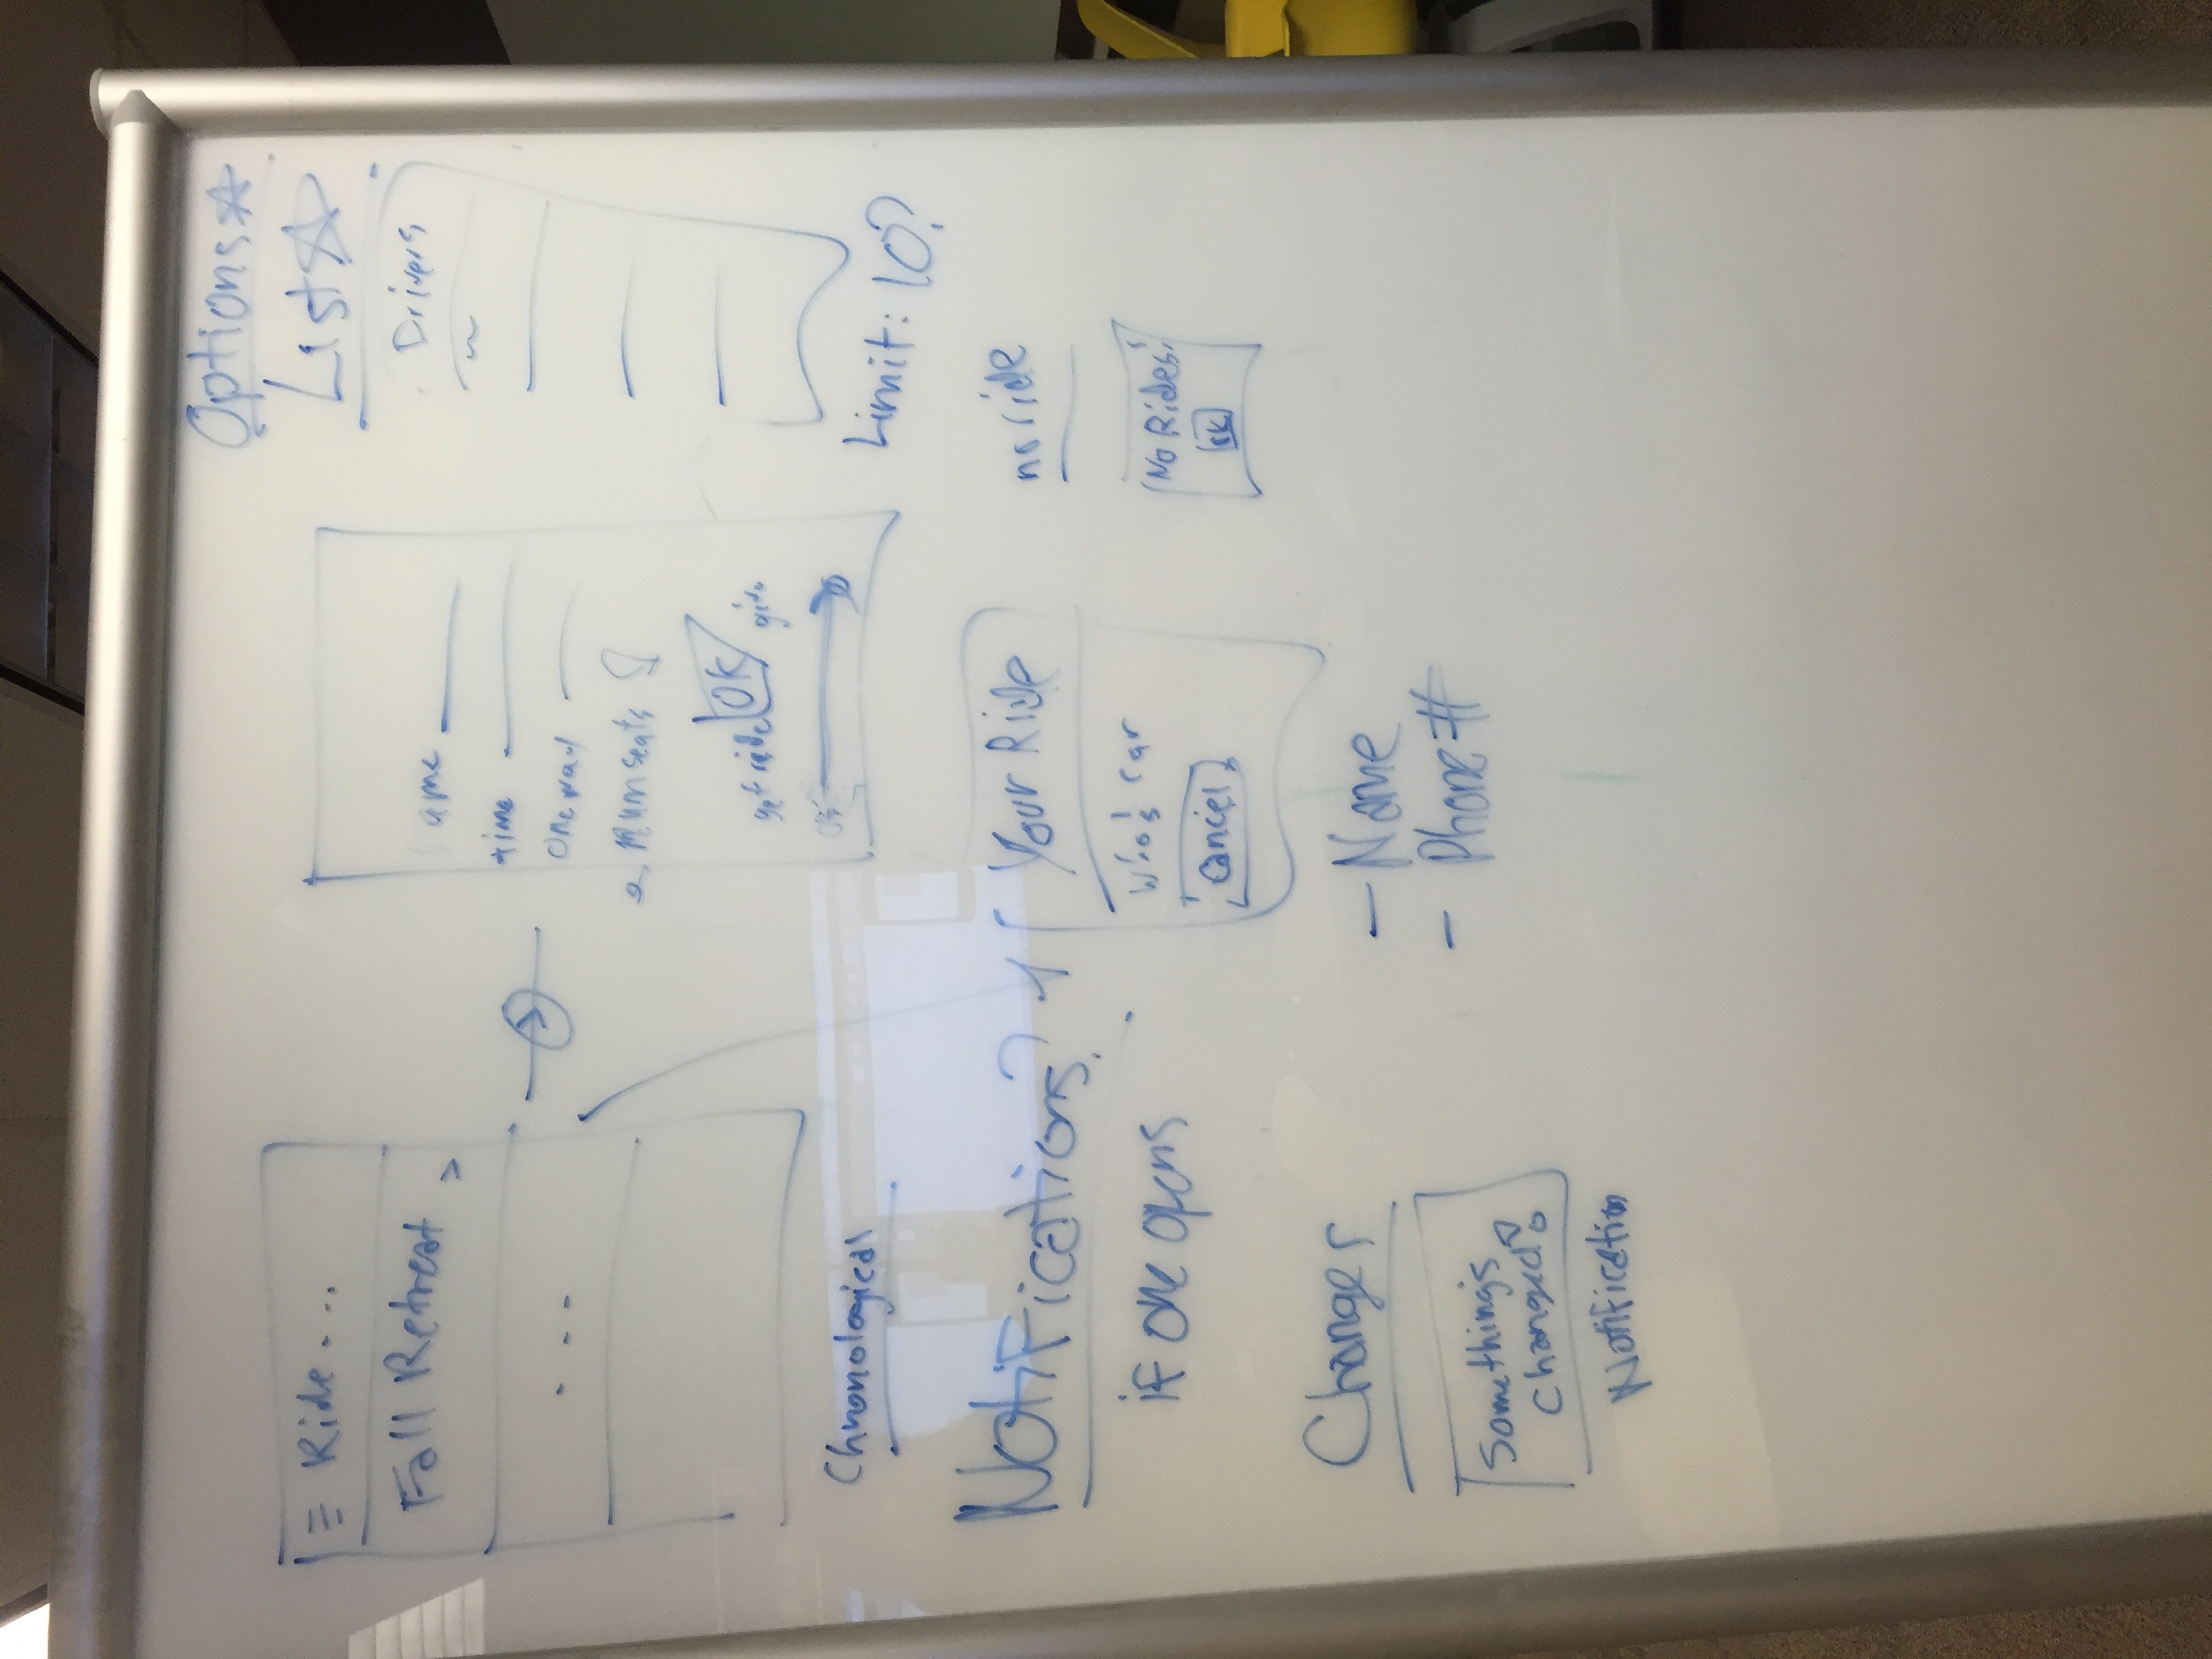 Options
List
Ride...
Fall Retreat >
...
Chronological
ame
time
One way
Num seats
OK
get ride
give
Drivers
Limit: 10?
Notifications?
if one opens
Your Ride
Who's car
Cancel
- Name
- Phone #
no ride
No Rides!
OK
Changes
Something's
changed!
Notification